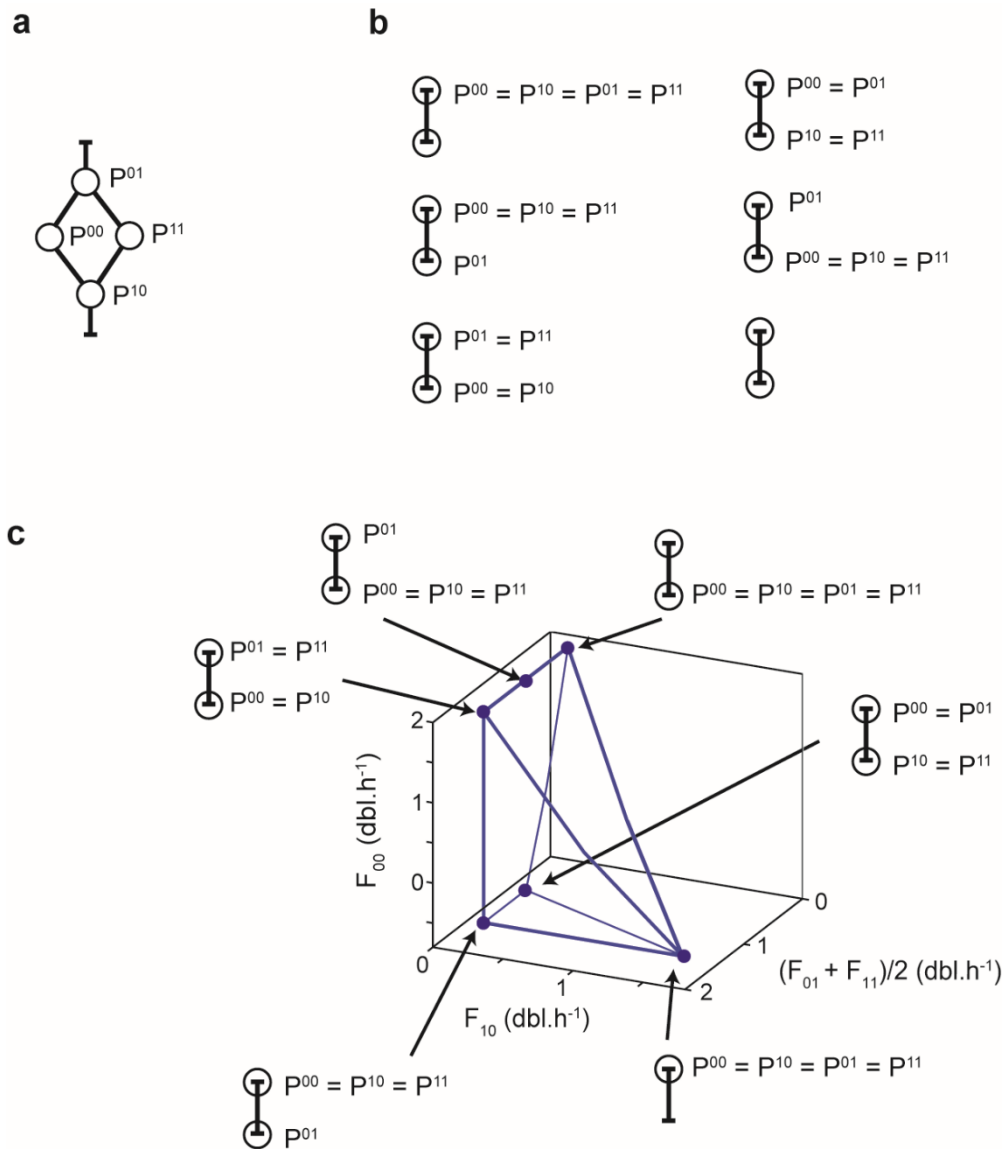 a
b
P⁰¹
P⁰⁰
P¹¹
P¹⁰
P⁰⁰ = P¹⁰ = P⁰¹ = P¹¹
P⁰⁰ = P⁰¹
P¹⁰ = P¹¹
P⁰⁰ = P¹⁰ = P¹¹
P⁰¹
P⁰¹
P⁰⁰ = P¹⁰ = P¹¹
P⁰¹ = P¹¹
P⁰⁰ = P¹⁰
c
P⁰¹
P⁰⁰ = P¹⁰ = P¹¹
P⁰⁰ = P¹⁰ = P⁰¹ = P¹¹
P⁰¹ = P¹¹
P⁰⁰ = P¹⁰
P⁰⁰ = P⁰¹
P¹⁰ = P¹¹
2
1
0
F₀₀ (dbl.h⁻¹)
0
1
2
F₁₀ (dbl.h⁻¹)
0
1
(F₀₁ + F₁₁)/2 (dbl.h⁻¹)
P⁰⁰ = P¹⁰ = P¹¹
P⁰¹
P⁰⁰ = P¹⁰ = P⁰¹ = P¹¹